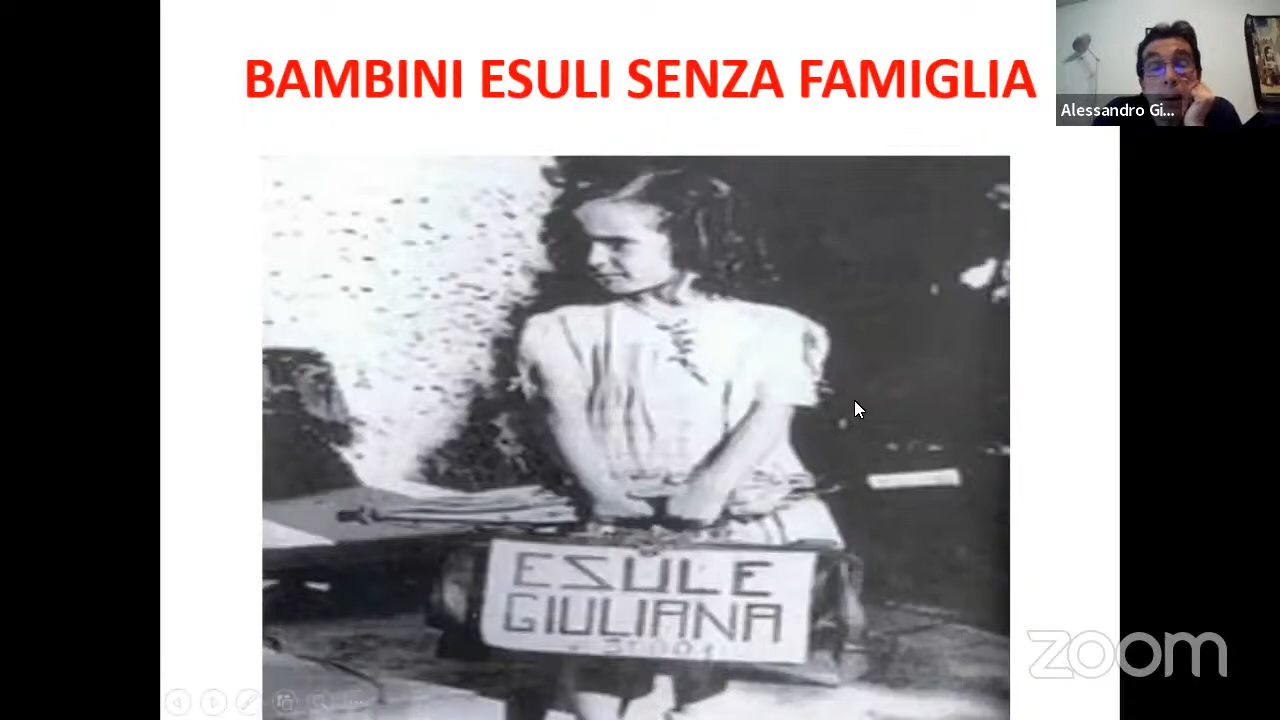 BAMBINI ESULI SENZA FAMIGLIA
Alessandro Gi...
ESULE
GIULIANA
zoom